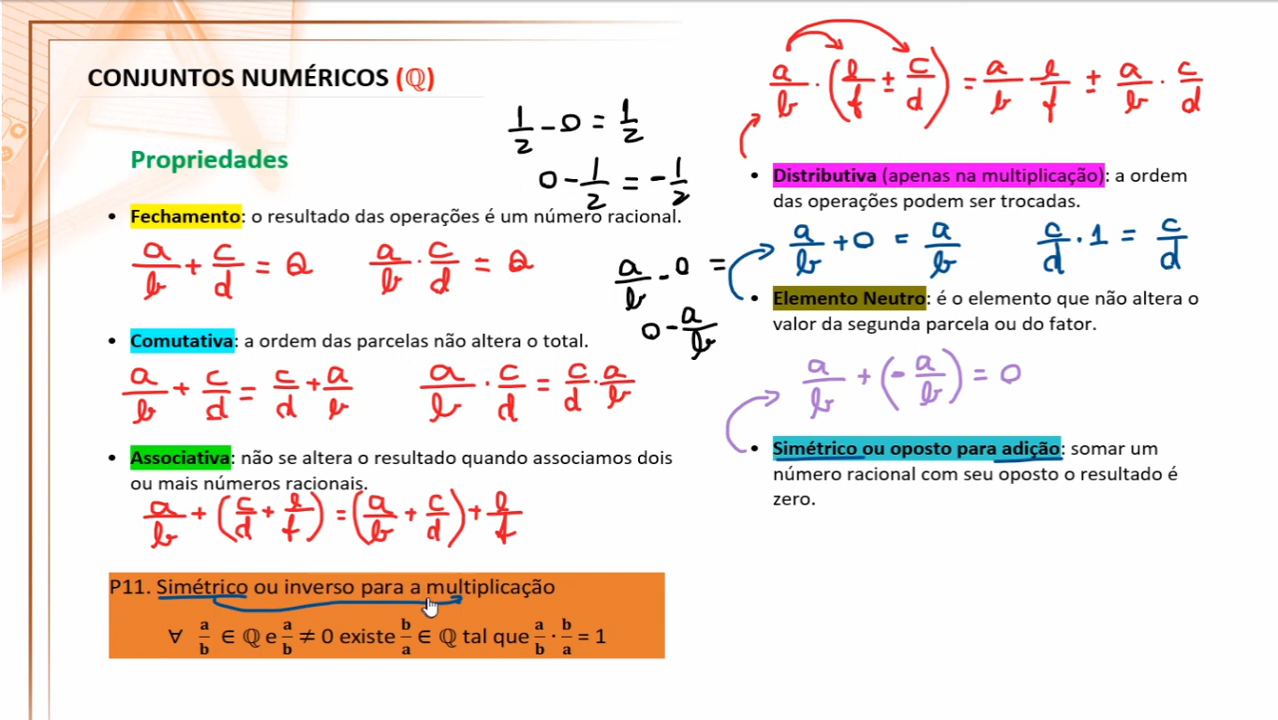 CONJUNTOS NUMÉRICOS (ℚ)
Propriedades
1/2 - 0 = 1/2
0 - 1/2 = -1/2
• Fechamento: o resultado das operações é um número racional.
a/b + c/d = Q    a/b · c/d = Q
a/b - 0 =
0 - a/b
• Comutativa: a ordem das parcelas não altera o total.
a/b + c/d = c/d + a/b    a/b · c/d = c/d · a/b
• Associativa: não se altera o resultado quando associamos dois
ou mais números racionais.
a/b + (c/d + e/f) = (a/b + c/d) + e/f
P11. Simétrico ou inverso para a multiplicação
∀ a/b ∈ ℚ e a/b ≠ 0 existe b/a ∈ ℚ tal que a/b · b/a = 1
a/b · (e/f ± c/d) = a/b e/f ± a/b · c/d
• Distributiva (apenas na multiplicação): a ordem
das operações podem ser trocadas.
a/b + 0 = a/b    c/d · 1 = c/d
• Elemento Neutro: é o elemento que não altera o
valor da segunda parcela ou do fator.
a/b + (- a/b) = 0
• Simétrico ou oposto para adição: somar um
número racional com seu oposto o resultado é
zero.